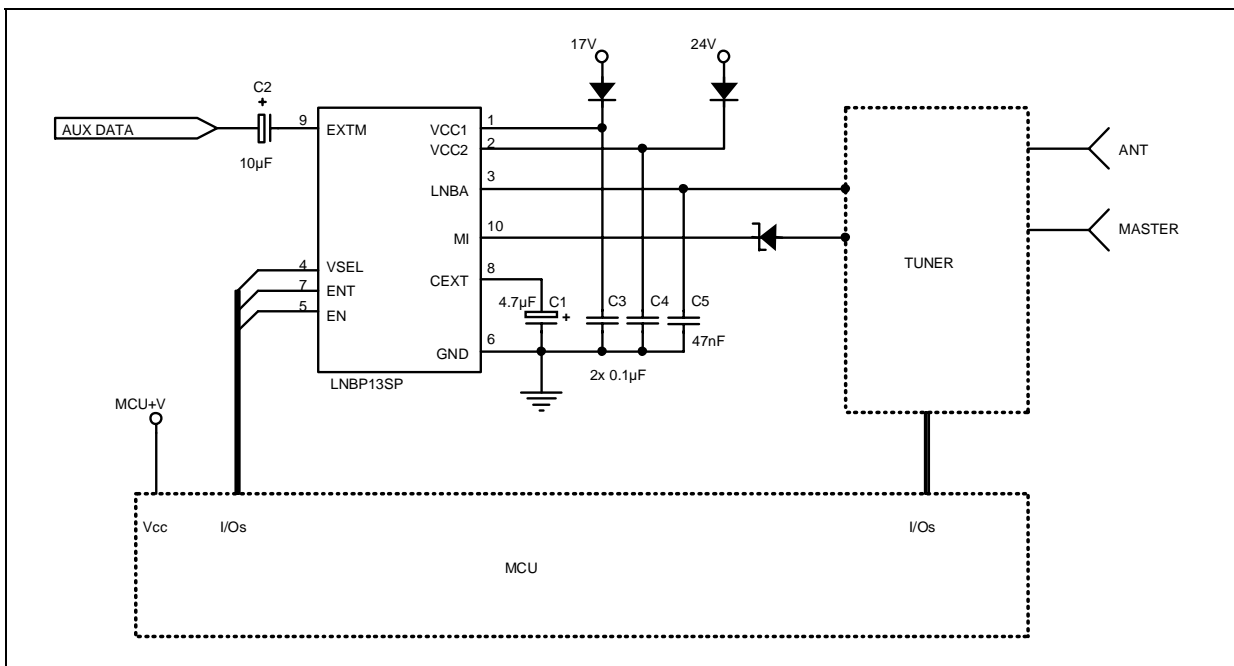 17V
24V
C2
+
AUX DATA
9
EXTM
10µF
VCC1
1
VCC2
2
LNBA
3
MI
10
CEXT
8
GND
6
VSEL
4
ENT
7
EN
5
LNBP13SP
4.7µF
C1
+
C3
C4
C5
47nF
2x 0.1µF
TUNER
ANT
MASTER
MCU+V
Vcc
I/Os
I/Os
MCU